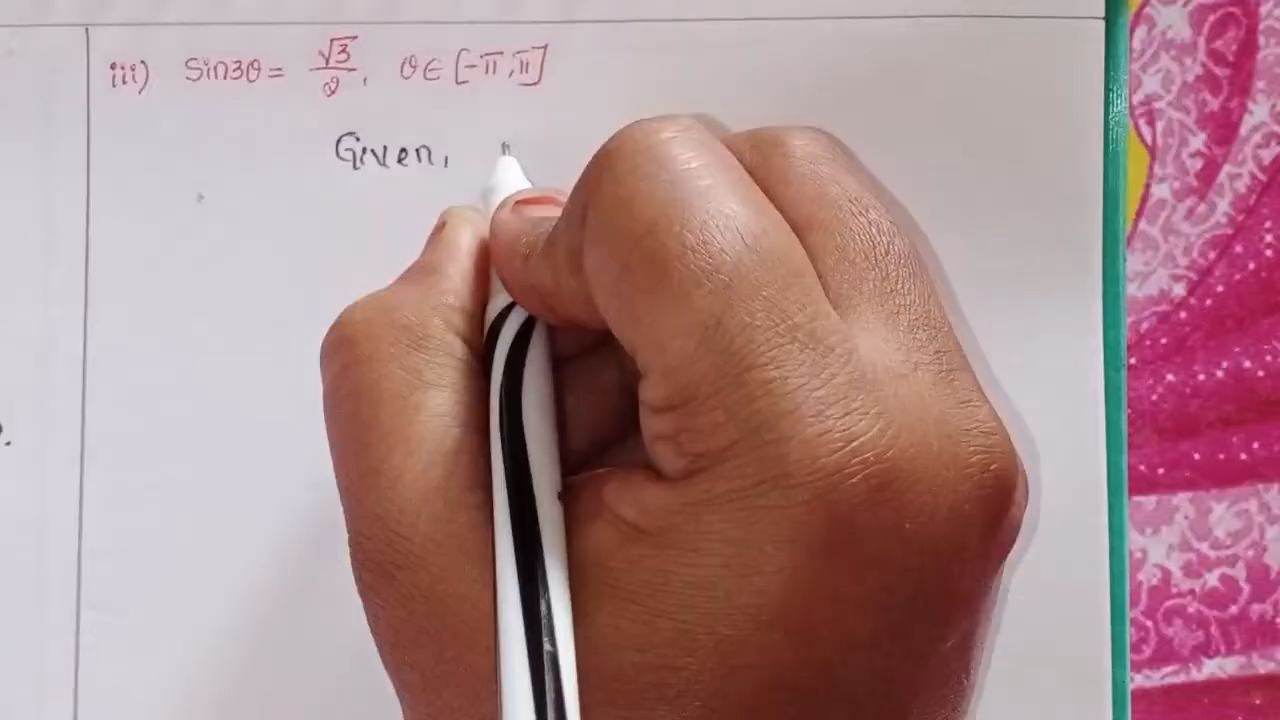 iii) Sin3θ = √3/2, θ∈[-π,π]
Given,